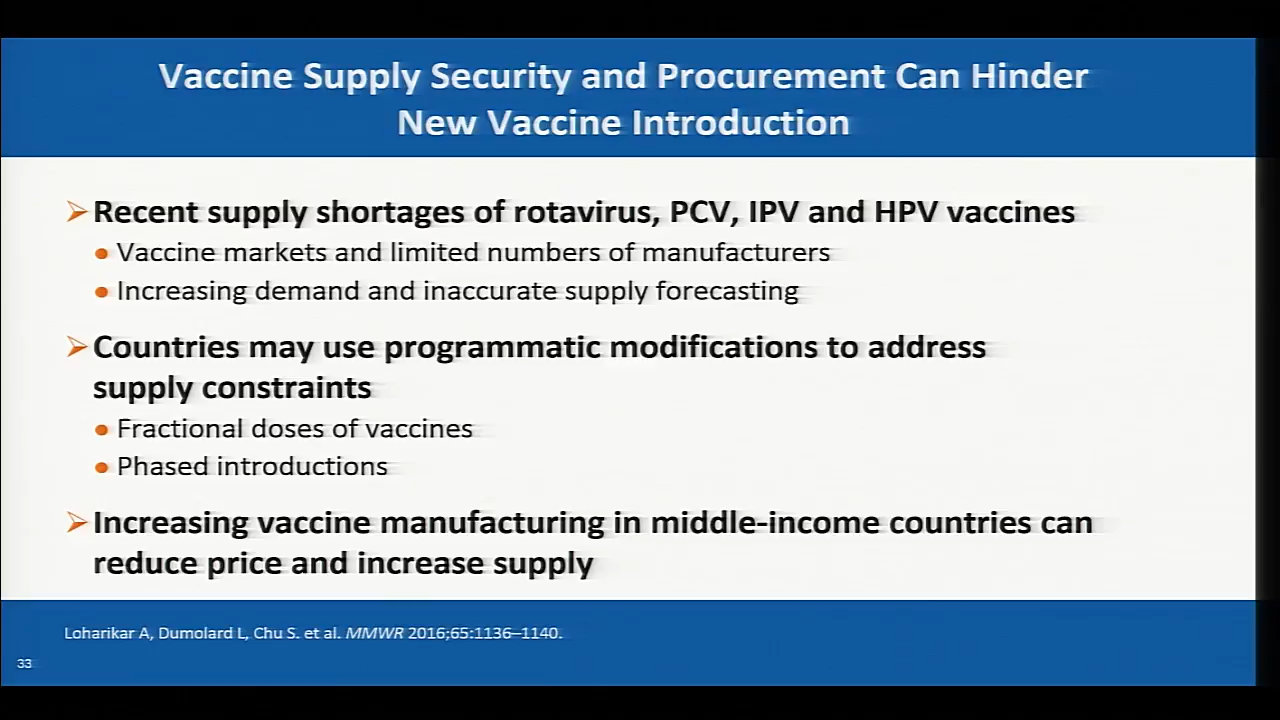 Vaccine Supply Security and Procurement Can Hinder
New Vaccine Introduction
➢Recent supply shortages of rotavirus, PCV, IPV and HPV vaccines
• Vaccine markets and limited numbers of manufacturers
• Increasing demand and inaccurate supply forecasting
➢Countries may use programmatic modifications to address
supply constraints
• Fractional doses of vaccines
• Phased introductions
➢Increasing vaccine manufacturing in middle-income countries can
reduce price and increase supply
Loharikar A, Dumolard L, Chu S. et al. MMWR 2016;65:1136–1140.
33